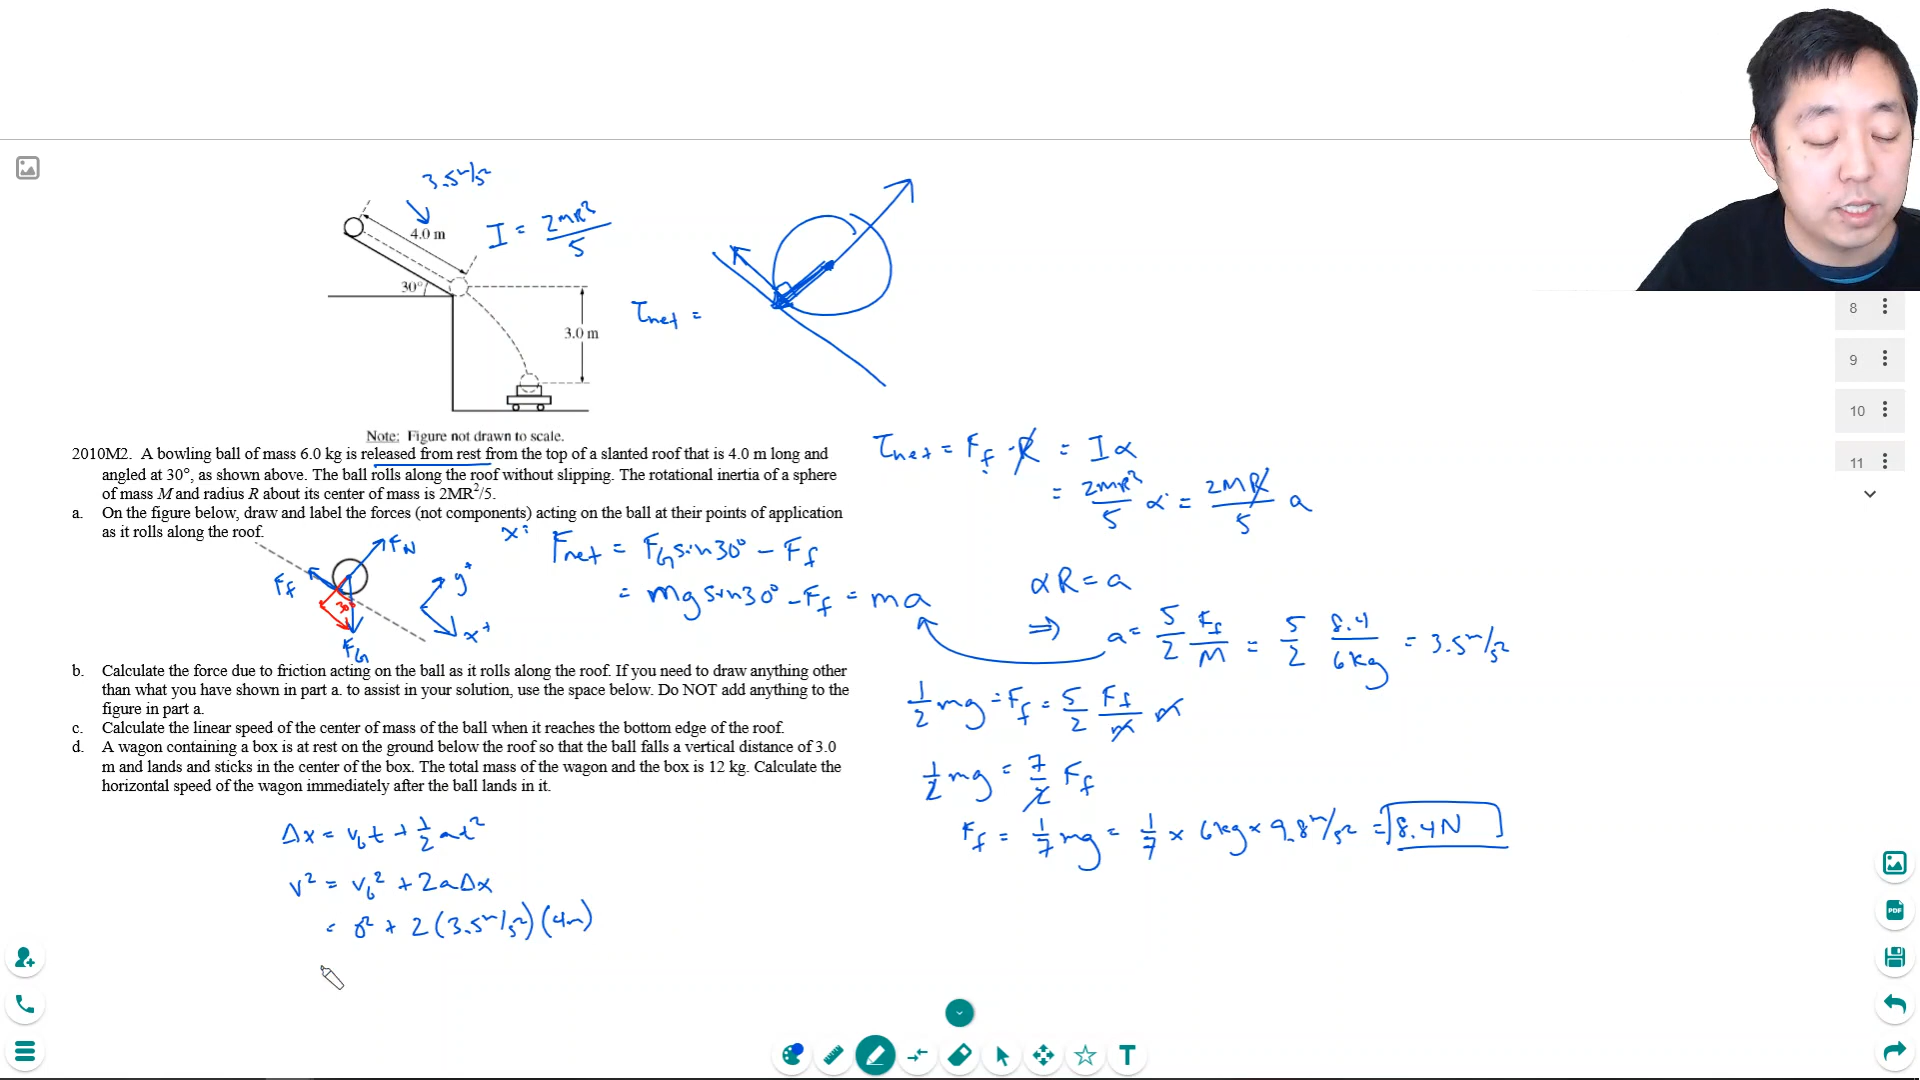 3.5 m/s²
4.0 m
I = 2MR²/5
30°
3.0 m
τnet =
Note: Figure not drawn to scale.
2010M2. A bowling ball of mass 6.0 kg is released from rest from the top of a slanted roof that is 4.0 m long and
angled at 30°, as shown above. The ball rolls along the roof without slipping. The rotational inertia of a sphere
of mass M and radius R about its center of mass is 2MR²/5.
a. On the figure below, draw and label the forces (not components) acting on the ball at their points of application
as it rolls along the roof.
FN
Ff
30°
FG
y+
x+
x: Fnet = FG sin30° - Ff
= mg sin30° - Ff = ma
b. Calculate the force due to friction acting on the ball as it rolls along the roof. If you need to draw anything other
than what you have shown in part a. to assist in your solution, use the space below. Do NOT add anything to the
figure in part a.
c. Calculate the linear speed of the center of mass of the ball when it reaches the bottom edge of the roof.
d. A wagon containing a box is at rest on the ground below the roof so that the ball falls a vertical distance of 3.0
m and lands and sticks in the center of the box. The total mass of the wagon and the box is 12 kg. Calculate the
horizontal speed of the wagon immediately after the ball lands in it.
Δx = v₀t + 1/2 at²
v² = v₀² + 2aΔx
= 0² + 2(3.5 m/s²)(4m)
τnet = Ff · R = Iα
= 2MR²/5 α = 2MR/5 a
αR = a
⇒ a = 5/2 Ff/M = 5/2 8.4/6kg = 3.5 m/s²
1/2 mg - Ff = 5/2 Ff/m m
1/2 mg = 7/2 Ff
Ff = 1/7 mg = 1/7 × 6kg × 9.8 m/s² = 8.4N
8
9
10
11
PDF
T